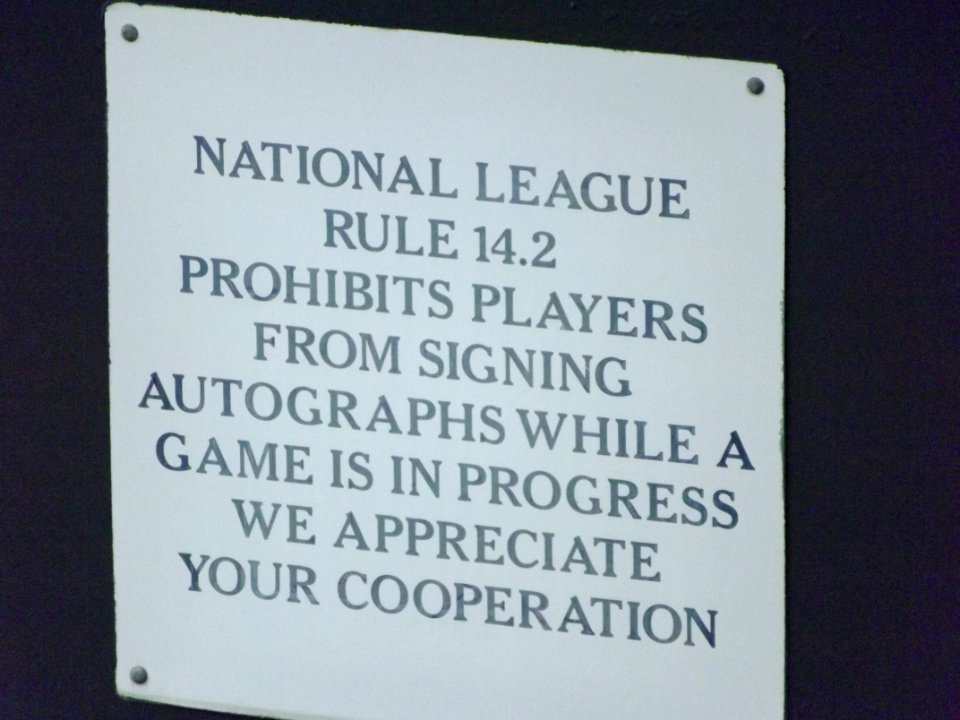 NATIONAL LEAGUE
RULE 14.2
PROHIBITS PLAYERS
FROM SIGNING
AUTOGRAPHS WHILE A
GAME IS IN PROGRESS
WE APPRECIATE
YOUR COOPERATION